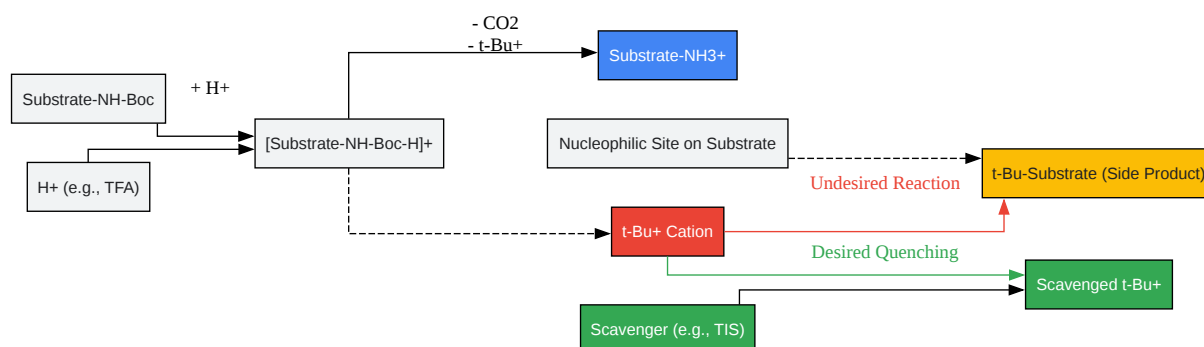 - CO2
- t-Bu+
Substrate-NH3+
Substrate-NH-Boc
+ H+
[Substrate-NH-Boc-H]+
Nucleophilic Site on Substrate
H+ (e.g., TFA)
Undesired Reaction
t-Bu-Substrate (Side Product)
t-Bu+ Cation
Desired Quenching
Scavenged t-Bu+
Scavenger (e.g., TIS)